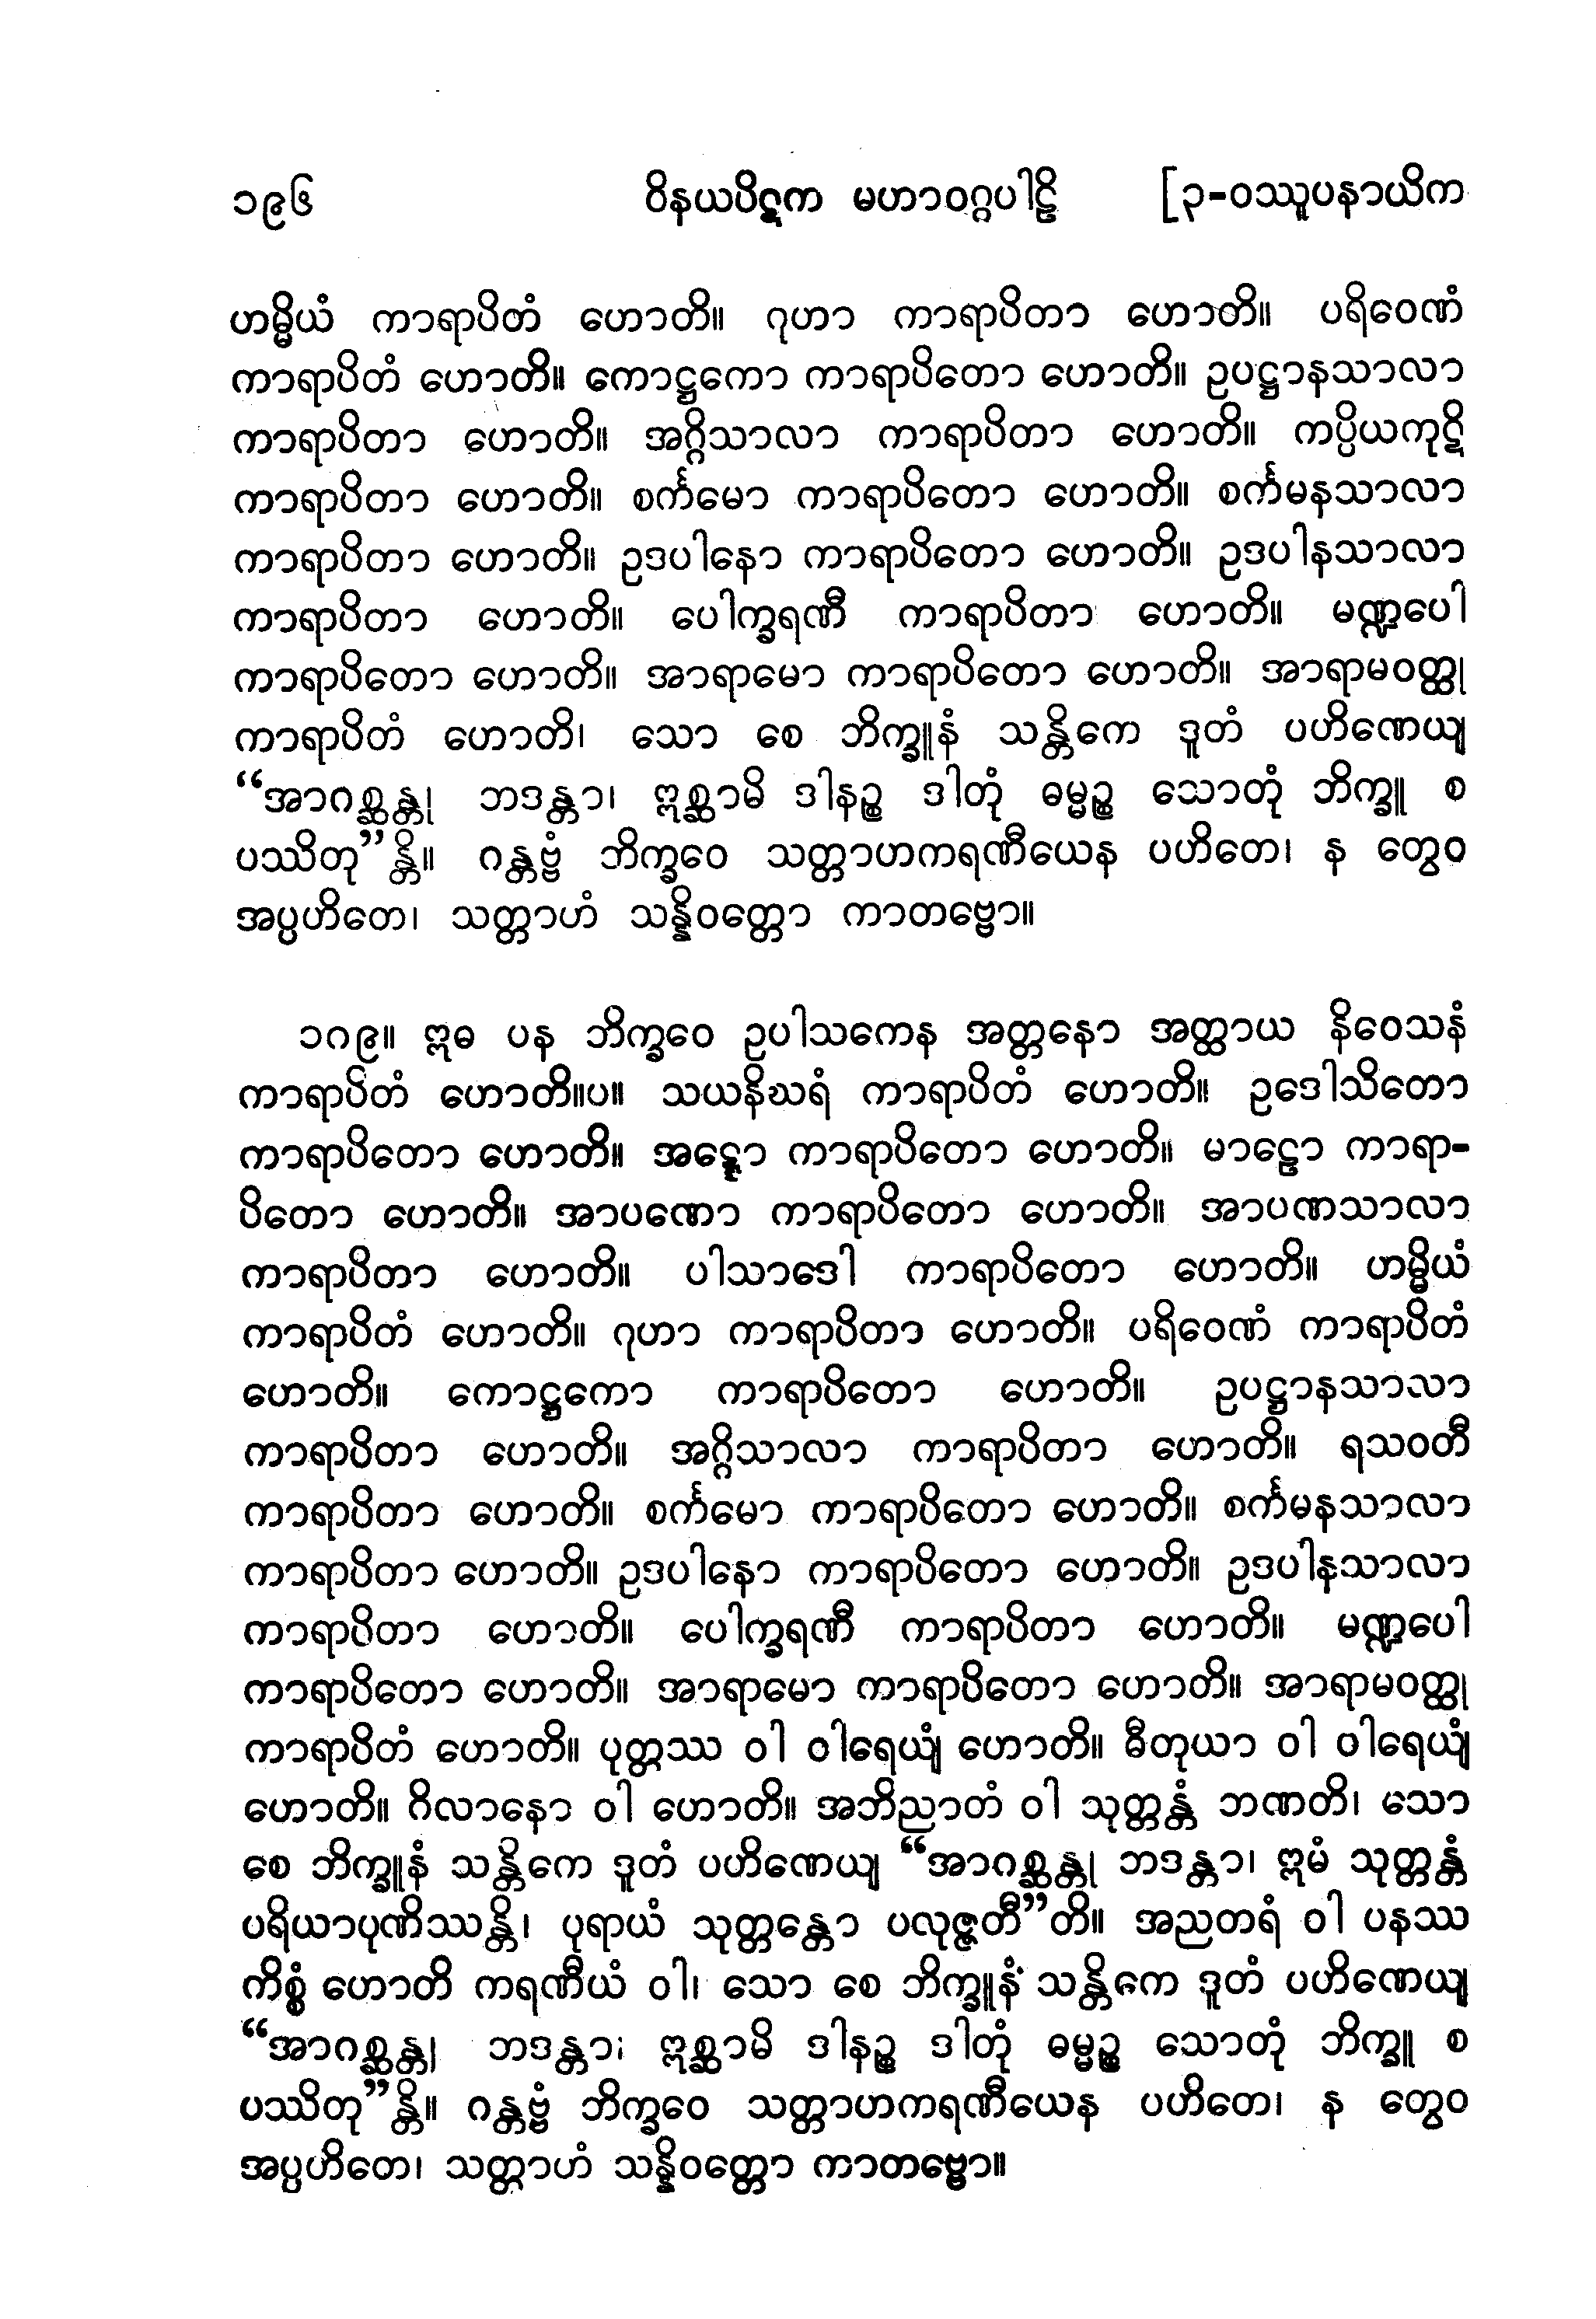 ၁၉၆ ဝိနယပိဋက မဟာဝဂ္ဂပါဠိ [၃-ဝဿူပနာယိက
ဟမ္မိယံ ကာရာပိတံ ဟောတိ။ ဂုဟာ ကာရာပိတာ ဟောတိ။ ပရိဝေဏံ
ကာရာပိတံ ဟောတိ။ ကောဋ္ဌကော ကာရာပိတော ဟောတိ။ ဥပဋ္ဌာနသာလာ
ကာရာပိတာ ဟောတိ။ အဂ္ဂိသာလာ ကာရာပိတာ ဟောတိ။ ကပ္ပိယကုဋိ
ကာရာပိတာ ဟောတိ။ စင်္ကမော ကာရာပိတော ဟောတိ။ စင်္ကမနသာလာ
ကာရာပိတာ ဟောတိ။ ဥဒပါနော ကာရာပိတော ဟောတိ။ ဥဒပါနသာလာ
ကာရာပိတာ ဟောတိ။ ပေါက္ခရဏီ ကာရာပိတာ ဟောတိ။ မဏ္ဍပေါ
ကာရာပိတော ဟောတိ။ အာရာမော ကာရာပိတော ဟောတိ။ အာရာမဝတ္ထု
ကာရာပိတံ ဟောတိ၊ သော စေ ဘိက္ခူနံ သန္တိကေ ဒူတံ ပဟိဏေယျ
“အာဂစ္ဆန္တု ဘဒန္တာ၊ ဣစ္ဆာမိ ဒါနဉ္စ ဒါတုံ ဓမ္မဉ္စ သောတုံ ဘိက္ခူ စ
ပဿိတု”န္တိ။ ဂန္တဗ္ဗံ ဘိက္ခဝေ သတ္တာဟကရဏီယေန ပဟိတေ၊ န တွေဝ
အပ္ပဟိတေ၊ သတ္တာဟံ သန္နိဝတ္တော ကာတဗ္ဗော။
၁၈၉။ ဣဓ ပန ဘိက္ခဝေ ဥပါသကေန အတ္တနော အတ္ထာယ နိဝေသနံ
ကာရာပိတံ ဟောတိ။ပ။ သယနိဃရံ ကာရာပိတံ ဟောတိ။ ဥဒေါသိတော
ကာရာပိတော ဟောတိ။ အဋ္ဋော ကာရာပိတော ဟောတိ။ မာဠော ကာရာ-
ပိတော ဟောတိ။ အာပဏော ကာရာပိတော ဟောတိ။ အာပဏသာလာ
ကာရာပိတာ ဟောတိ။ ပါသာဒေါ ကာရာပိတော ဟောတိ။ ဟမ္မိယံ
ကာရာပိတံ ဟောတိ။ ဂုဟာ ကာရာပိတာ ဟောတိ။ ပရိဝေဏံ ကာရာပိတံ
ဟောတိ။ ကောဋ္ဌကော ကာရာပိတော ဟောတိ။ ဥပဋ္ဌာနသာလာ
ကာရာပိတာ ဟောတိ။ အဂ္ဂိသာလာ ကာရာပိတာ ဟောတိ။ ရသဝတီ
ကာရာပိတာ ဟောတိ။ စင်္ကမော ကာရာပိတော ဟောတိ။ စင်္ကမနသာလာ
ကာရာပိတာ ဟောတိ။ ဥဒပါနော ကာရာပိတော ဟောတိ။ ဥဒပါနသာလာ
ကာရာပိတာ ဟောတိ။ ပေါက္ခရဏီ ကာရာပိတာ ဟောတိ။ မဏ္ဍပေါ
ကာရာပိတော ဟောတိ။ အာရာမော ကာရာပိတော ဟောတိ။ အာရာမဝတ္ထု
ကာရာပိတံ ဟောတိ။ ပုတ္တဿ ဝါ ဝါရေယျံ ဟောတိ။ ဓီတုယာ ဝါ ဝါရေယျံ
ဟောတိ။ ဂိလာနော ဝါ ဟောတိ။ အဘိညာတံ ဝါ သုတ္တန္တံ ဘဏတိ၊ သော
စေ ဘိက္ခူနံ သန္တိကေ ဒူတံ ပဟိဏေယျ “အာဂစ္ဆန္တု ဘဒန္တာ၊ ဣမံ သုတ္တန္တံ
ပရိယာပုဏိဿန္တိ၊ ပုရာယံ သုတ္တန္တော ပလုဇ္ဇတီ”တိ။ အညတရံ ဝါ ပနဿ
ကိစ္စံ ဟောတိ ကရဏီယံ ဝါ၊ သော စေ ဘိက္ခူနံ သန္တိကေ ဒူတံ ပဟိဏေယျ
“အာဂစ္ဆန္တု ဘဒန္တာ၊ ဣစ္ဆာမိ ဒါနဉ္စ ဒါတုံ ဓမ္မဉ္စ သောတုံ ဘိက္ခူ စ
ပဿိတု”န္တိ။ ဂန္တဗ္ဗံ ဘိက္ခဝေ သတ္တာဟကရဏီယေန ပဟိတေ၊ န တွေဝ
အပ္ပဟိတေ၊ သတ္တာဟံ သန္နိဝတ္တော ကာတဗ္ဗော။